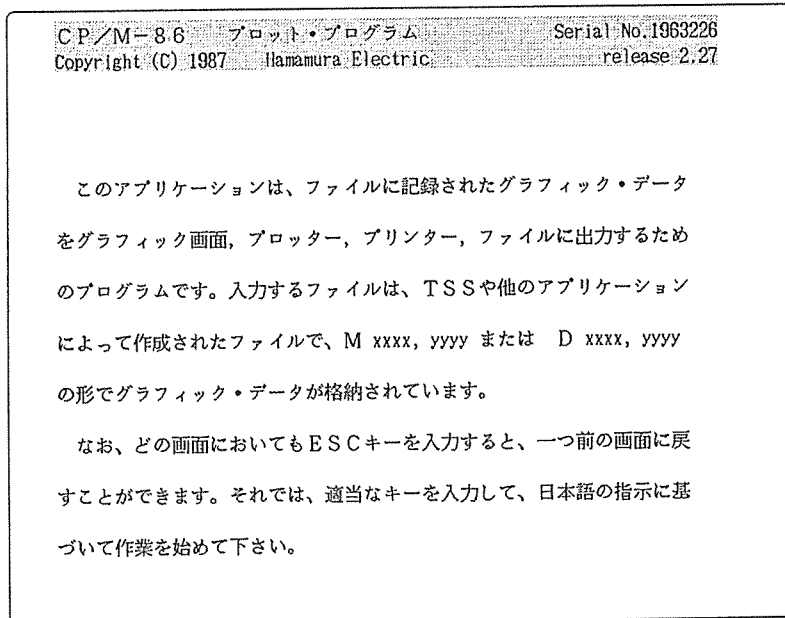 CP/M-86　プロット・プログラム　Serial No.1963226
Copyright (C) 1987　Hamamura Electric　release 2.27
このアプリケーションは、ファイルに記録されたグラフィック・データ
をグラフィック画面，プロッター，プリンター，ファイルに出力するため
のプログラムです。入力するファイルは、TSSや他のアプリケーション
によって作成されたファイルで、M xxxx, yyyy または　D xxxx, yyyy
の形でグラフィック・データが格納されています。
なお、どの画面においてもESCキーを入力すると、一つ前の画面に戻
すことができます。それでは、適当なキーを入力して、日本語の指示に基
づいて作業を始めて下さい。